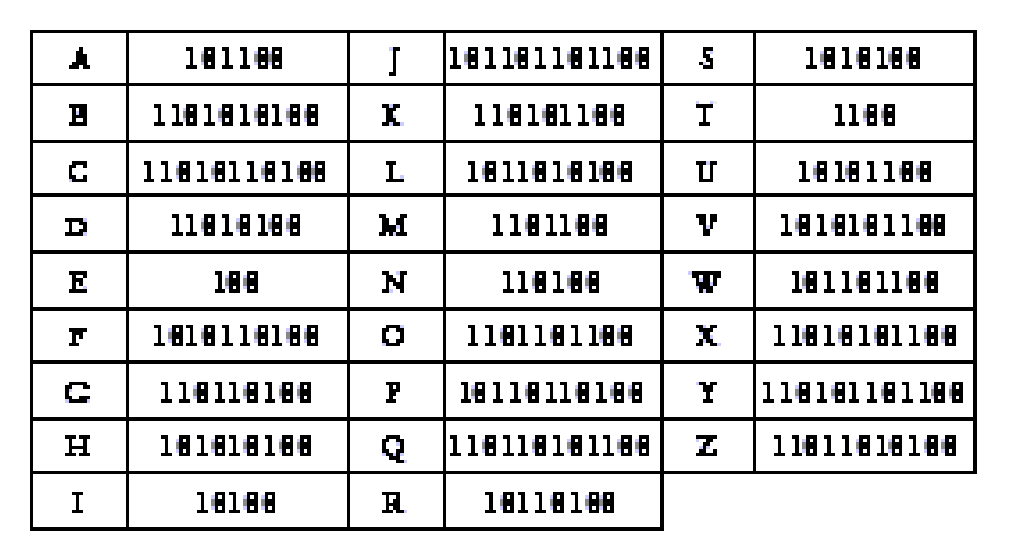 A 101100 J 101101101100 S 1010100
B 1101010100 K 110101100 T 1100
C 11010110100 L 1011010100 U 10101100
D 11010100 M 1101100 V 1010101100
E 100 N 110100 W 101101100
F 1010110100 O 1101101100 X 11010101100
G 110110100 P 10110110100 Y 110101101100
H 101010100 Q 110110101100 Z 11011010100
I 10100 R 10110100